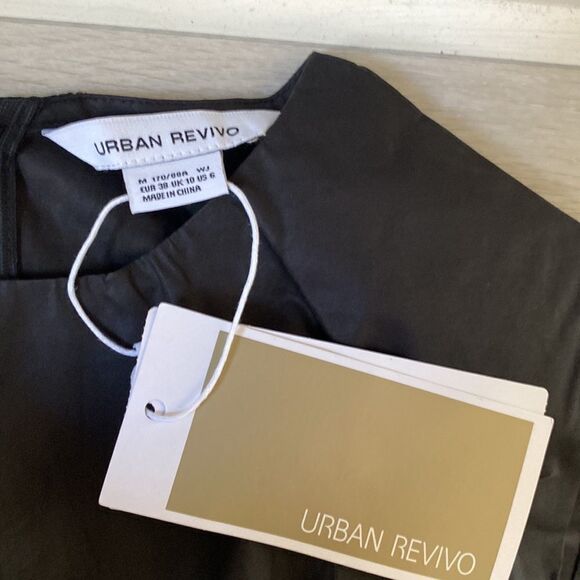 URBAN REVIVO
M 170/88A WJ
EUR 38 UK 10 US 6
MADE IN CHINA
URBAN REVIVO